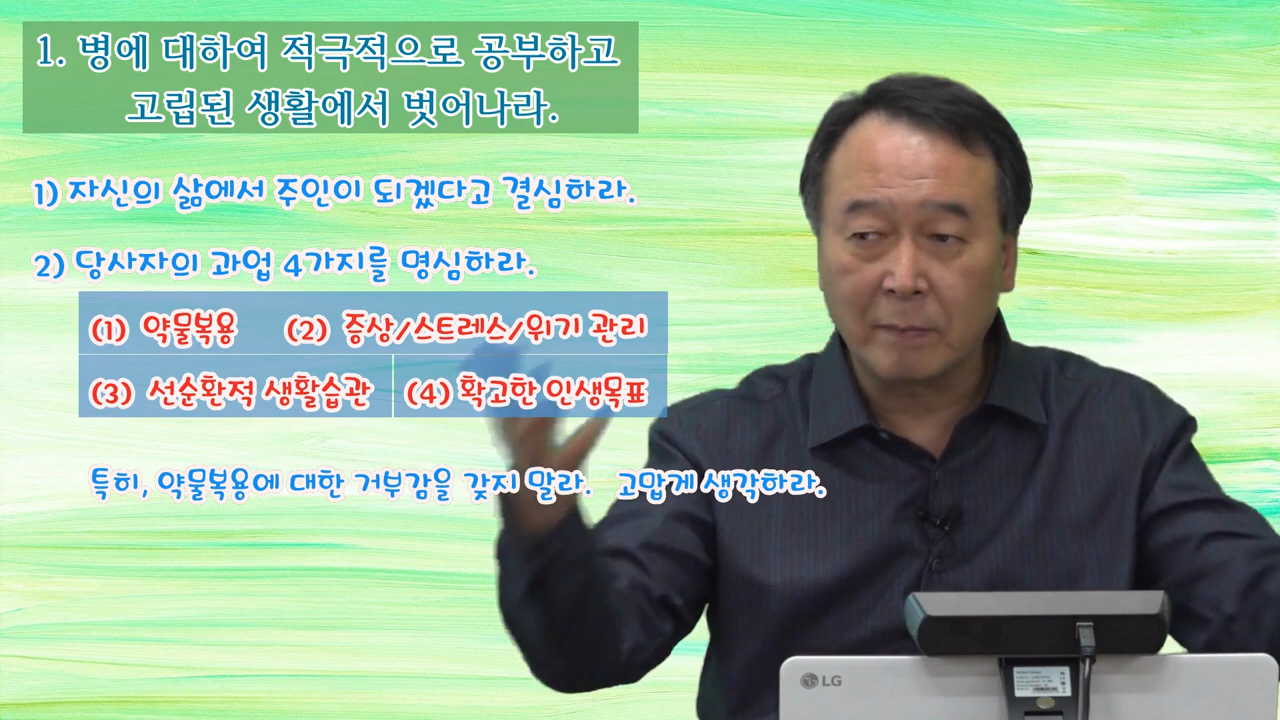 1. 병에 대하여 적극적으로 공부하고
고립된 생활에서 벗어나라.
1) 자신의 삶에서 주인이 되겠다고 결심하라.
2) 당사자의 과업 4가지를 명심하라.
(1) 약물복용 (2) 증상/스트레스/위기 관리
(3) 선순환적 생활습관 (4) 확고한 인생목표
특히, 약물복용에 대한 거부감을 갖지 말라. 고맙게 생각하라.
LG